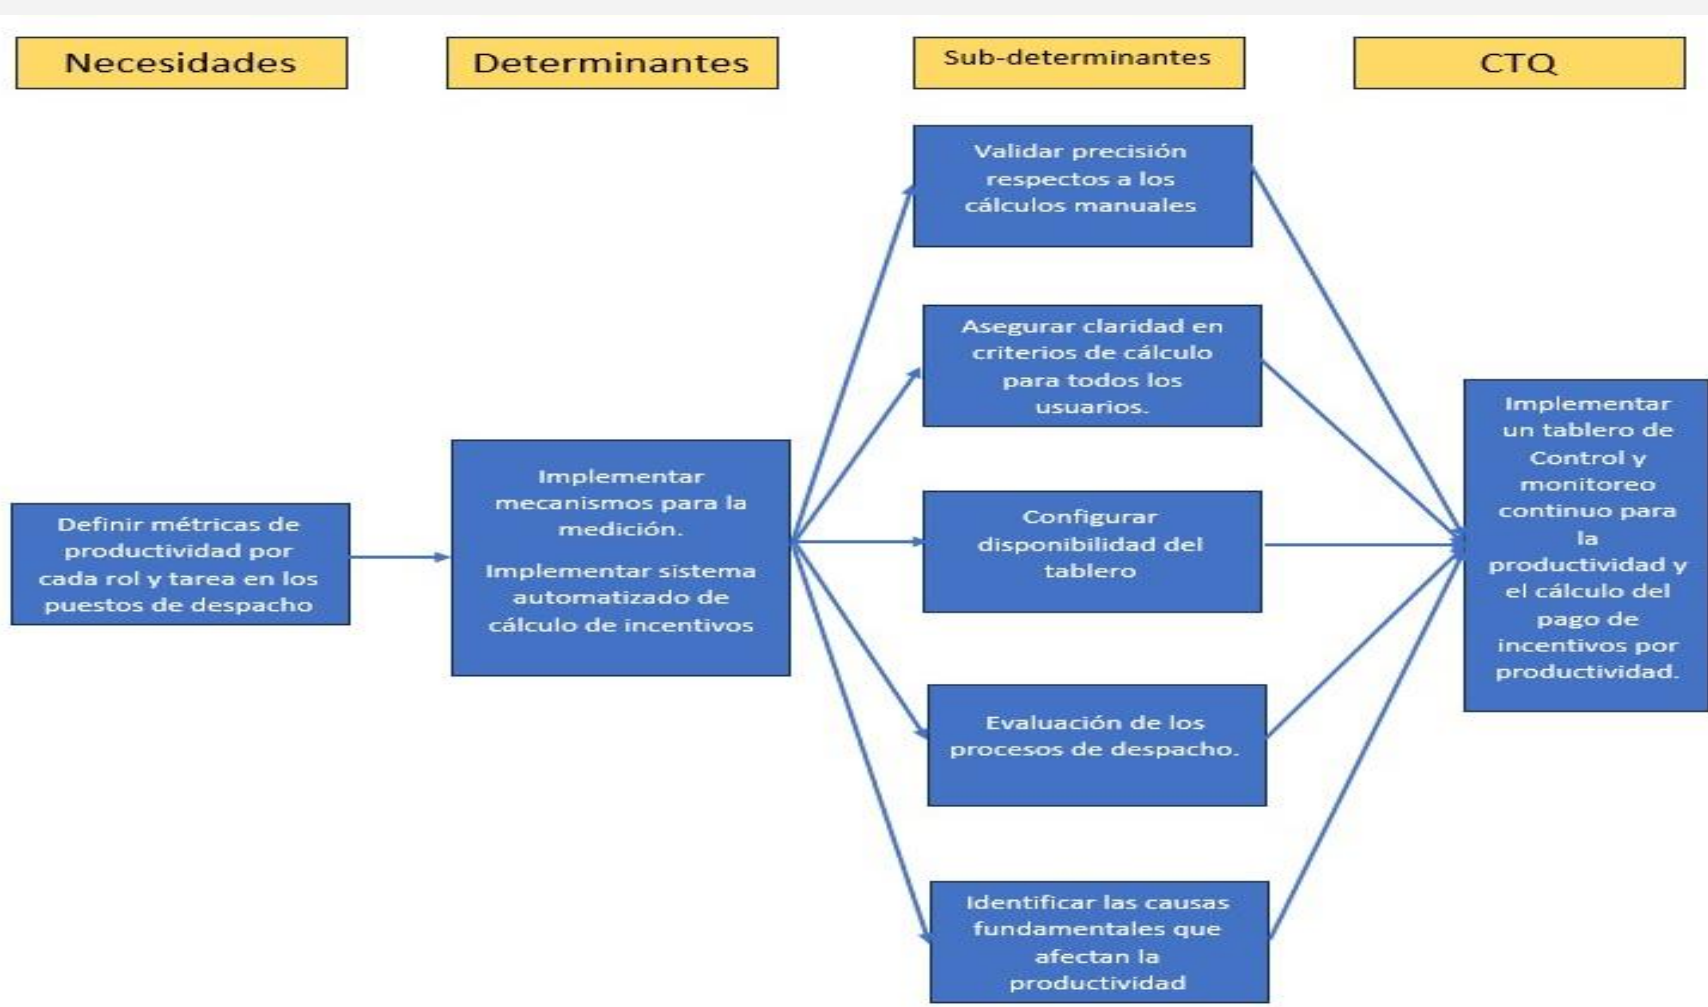 Necesidades
Determinantes
Sub-determinantes
CTQ
Definir métricas de
productividad por
cada rol y tarea en los
puestos de despacho
Implementar
mecanismos para la
medición.
Implementar sistema
automatizado de
cálculo de incentivos
Validar precisión
respectos a los
cálculos manuales
Asegurar claridad en
criterios de cálculo
para todos los
usuarios.
Configurar
disponibilidad del
tablero
Evaluación de los
procesos de despacho.
Identificar las causas
fundamentales que
afectan la
productividad
Implementar
un tablero de
Control y
monitoreo
continuo para
la
productividad y
el cálculo del
pago de
incentivos por
productividad.